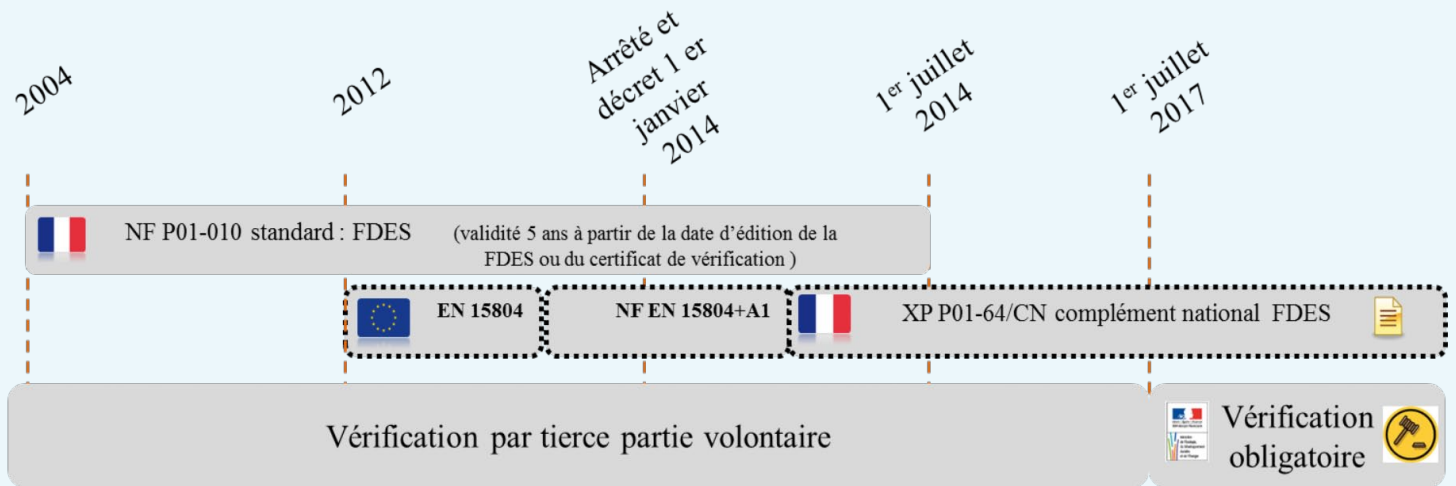 2004
2012
Arrêté et
décret 1 er
janvier
2014
1er juillet
2014
1er juillet
2017
NF P01-010 standard : FDES
(validité 5 ans à partir de la date d’édition de la
FDES ou du certificat de vérification )
EN 15804
NF EN 15804+A1
XP P01-64/CN complément national FDES
Vérification par tierce partie volontaire
Vérification
obligatoire